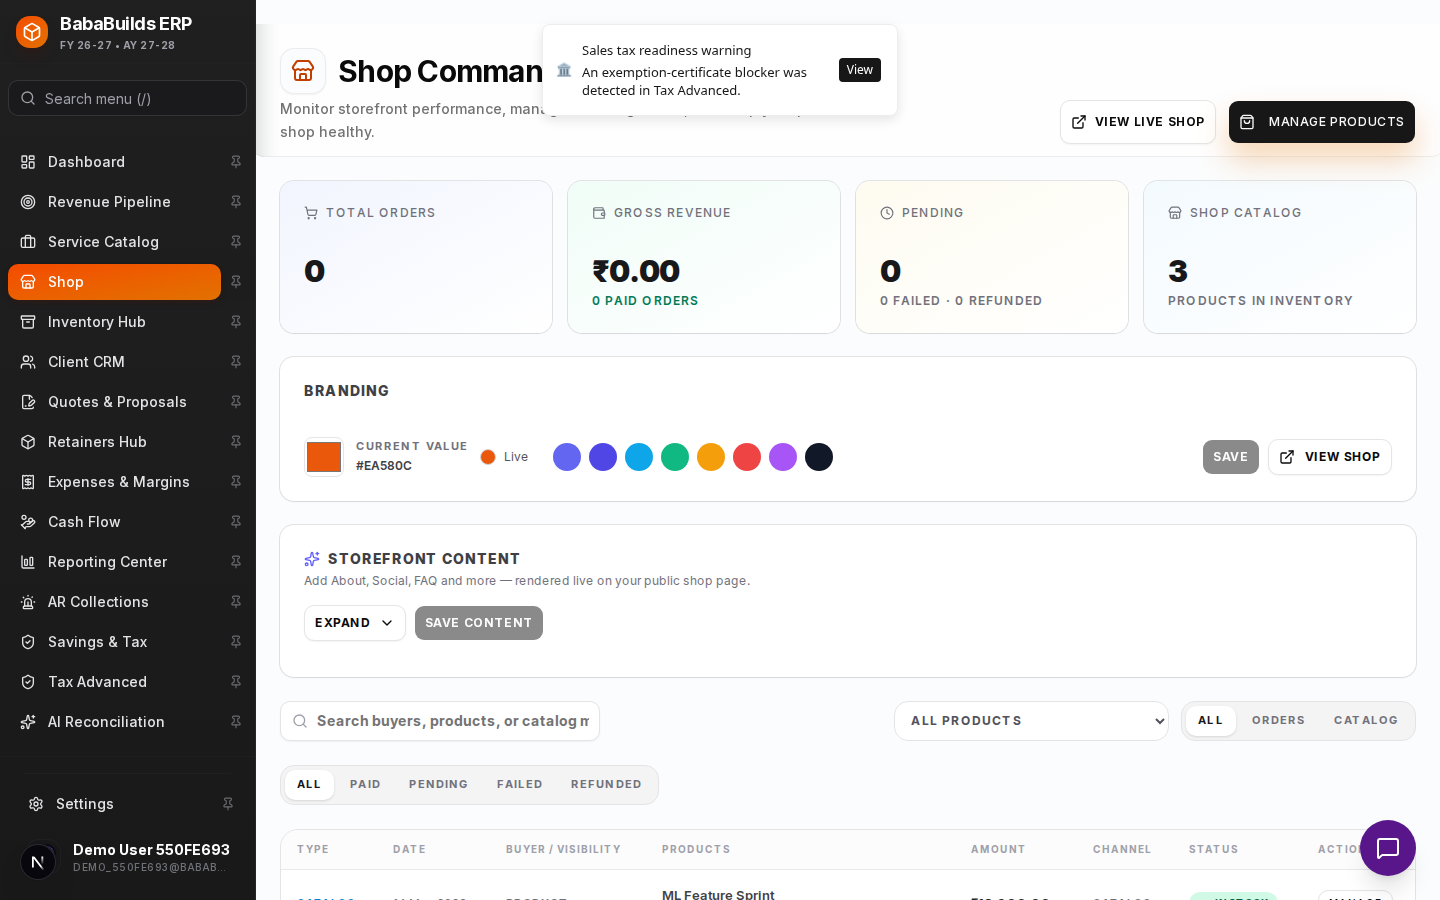 BabaBuilds ERP
FY 26-27 • AY 27-28
Search menu (/)
Dashboard
Revenue Pipeline
Service Catalog
Shop
Inventory Hub
Client CRM
Quotes & Proposals
Retainers Hub
Expenses & Margins
Cash Flow
Reporting Center
AR Collections
Savings & Tax
Tax Advanced
AI Reconciliation
Settings
Demo User 550FE693
DEMO_550FE693@BABAB...
Sales tax readiness warning
An exemption-certificate blocker was
detected in Tax Advanced.
View
Shop Comman
Monitor storefront performance,
shop healthy.
VIEW LIVE SHOP
MANAGE PRODUCTS
TOTAL ORDERS
0
GROSS REVENUE
₹0.00
0 PAID ORDERS
PENDING
0
0 FAILED · 0 REFUNDED
SHOP CATALOG
3
PRODUCTS IN INVENTORY
BRANDING
CURRENT VALUE
#EA580C
Live
SAVE
VIEW SHOP
STOREFRONT CONTENT
Add About, Social, FAQ and more — rendered live on your public shop page.
EXPAND
SAVE CONTENT
Search buyers, products, or catalog m
ALL PRODUCTS
ALL
ORDERS
CATALOG
ALL
PAID
PENDING
FAILED
REFUNDED
TYPE
DATE
BUYER / VISIBILITY
PRODUCTS
AMOUNT
CHANNEL
STATUS
ACTIO
ML Feature Sprint